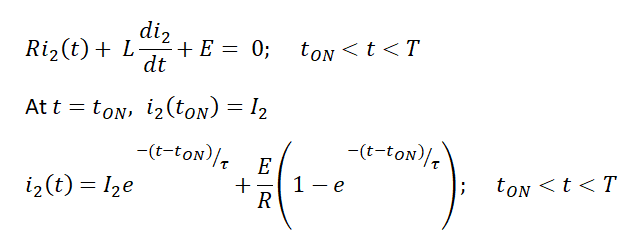 Ri₂(t) + L di₂/dt + E = 0;   t_ON < t < T
At t = t_ON, i₂(t_ON) = I₂
i₂(t) = I₂e^(−(t−t_ON)/τ) + E/R (1 − e^(−(t−t_ON)/τ));   t_ON < t < T